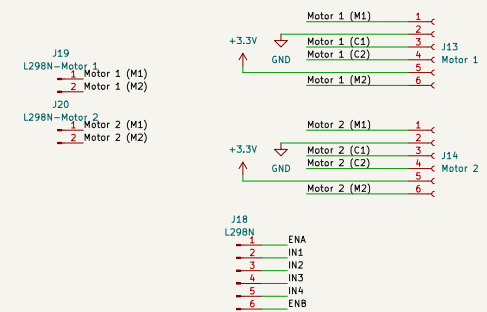 J19
L298N-Motor 1
1 Motor 1 (M1)
2 Motor 1 (M2)
J20
L298N-Motor 2
1 Motor 2 (M1)
2 Motor 2 (M2)
Motor 1 (M1) 1
2
+3.3V
GND
Motor 1 (C1) 3
Motor 1 (C2) 4
5
Motor 1 (M2) 6
J13
Motor 1
Motor 2 (M1) 1
2
+3.3V
GND
Motor 2 (C1) 3
Motor 2 (C2) 4
5
Motor 2 (M2) 6
J14
Motor 2
J18
L298N
1 ENA
2 IN1
3 IN2
4 IN3
5 IN4
6 ENB